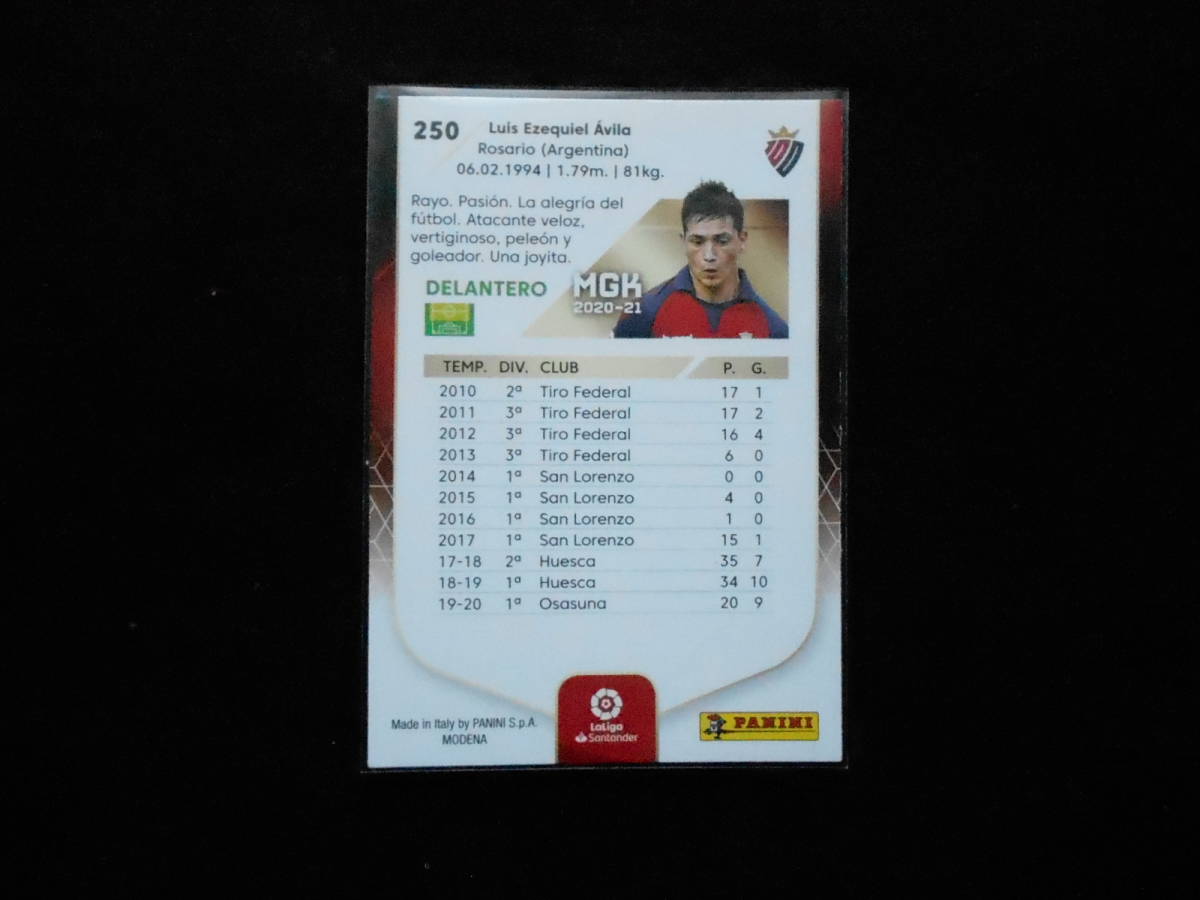 250
Luis Ezequiel Ávila
Rosario (Argentina)
06.02.1994 | 1.79m. | 81kg.
Rayo. Pasión. La alegría del
fútbol. Atacante veloz,
vertiginoso, peleón y
goleador. Una joyita.
DELANTERO
MGK
2020-21
TEMP. DIV. CLUB P. G.
2010 2ª Tiro Federal 17 1
2011 3ª Tiro Federal 17 2
2012 3ª Tiro Federal 16 4
2013 3ª Tiro Federal 6 0
2014 1ª San Lorenzo 0 0
2015 1ª San Lorenzo 4 0
2016 1ª San Lorenzo 1 0
2017 1ª San Lorenzo 15 1
17-18 2ª Huesca 35 7
18-19 1ª Huesca 34 10
19-20 1ª Osasuna 20 9
Made in Italy by PANINI S.p.A.
MODENA
LaLiga
Santander
PANINI